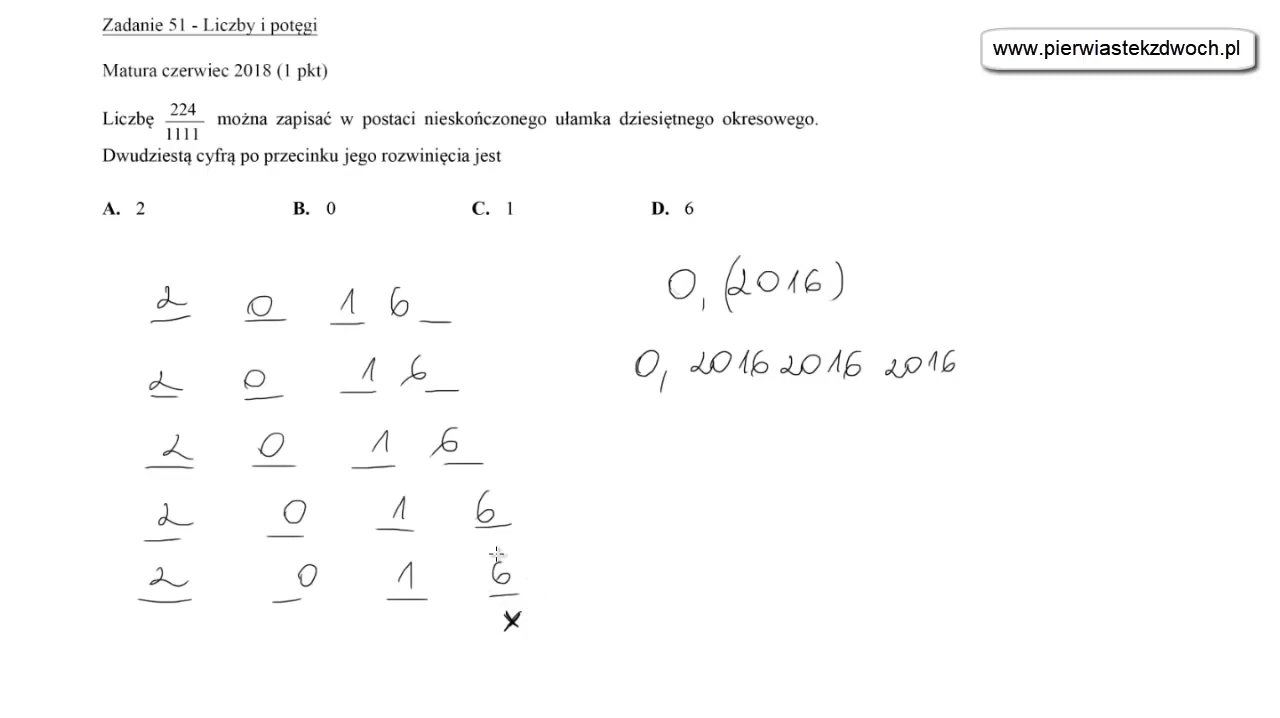 Zadanie 51 - Liczby i potęgi
www.pierwiastekzdwoch.pl
Matura czerwiec 2018 (1 pkt)
Liczbę 224/1111 można zapisać w postaci nieskończonego ułamka dziesiętnego okresowego.
Dwudziestą cyfrą po przecinku jego rozwinięcia jest
A. 2 B. 0 C. 1 D. 6
0,(2016)
2 0 1 6
0, 2016 2016 2016
2 0 1 6
2 0 1 6
2 0 1 6
2 0 1 6
x